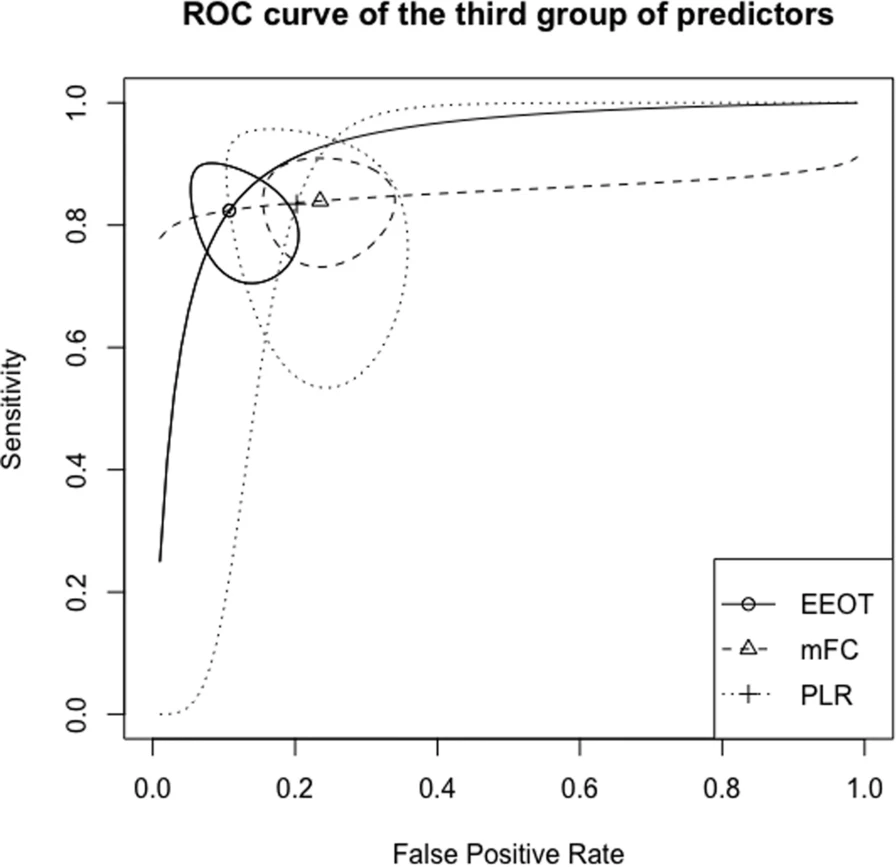 ROC curve of the third group of predictors
1.0
0.8
0.6
0.4
0.2
0.0
Sensitivity
EEOT
mFC
PLR
0.0 0.2 0.4 0.6 0.8 1.0
False Positive Rate